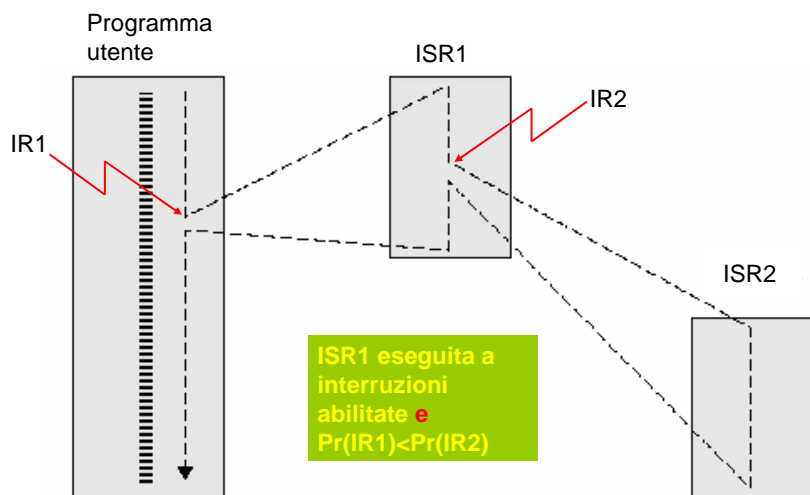 Programma
utente
ISR1
IR2
IR1
ISR2
ISR1 eseguita a
interruzioni
abilitate e
Pr(IR1)<Pr(IR2)